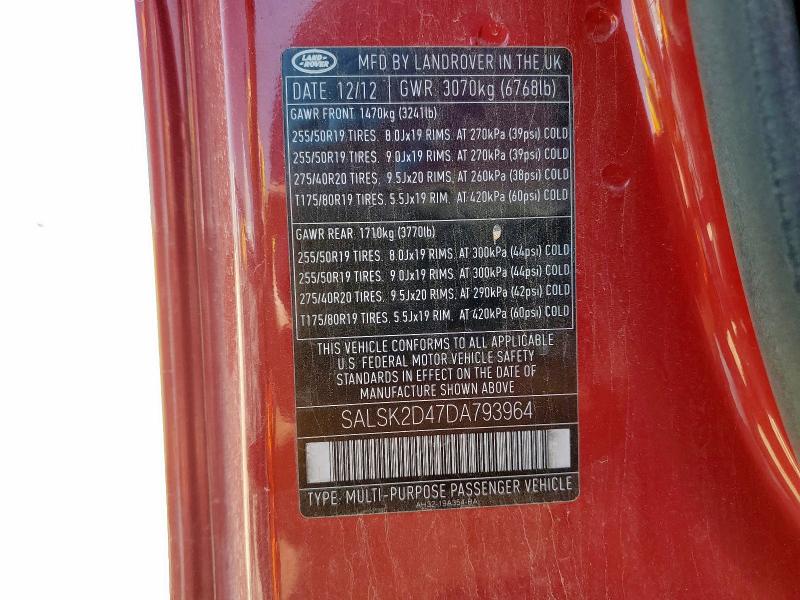 LAND-
ROVER
MFD BY LANDROVER IN THE UK
DATE: 12/12 GWR: 3070kg (6768lb)
GAWR FRONT: 1470kg (3241lb)
255/50R19 TIRES, 8.0Jx19 RIMS, AT 270kPa (39psi) COLD
255/50R19 TIRES, 9.0Jx19 RIMS, AT 270kPa (39psi) COLD
275/40R20 TIRES, 9.5Jx20 RIMS, AT 260kPa (38psi) COLD
T175/80R19 TIRES, 5.5Jx19 RIM, AT 420kPa (60psi) COLD
GAWR REAR: 1710kg (3770lb)
255/50R19 TIRES, 8.0Jx19 RIMS, AT 300kPa (44psi) COLD
255/50R19 TIRES, 9.0Jx19 RIMS, AT 300kPa (44psi) COLD
275/40R20 TIRES, 9.5Jx20 RIMS, AT 290kPa (42psi) COLD
T175/80R19 TIRES, 5.5Jx19 RIM, AT 420kPa (60psi) COLD
THIS VEHICLE CONFORMS TO ALL APPLICABLE
U.S. FEDERAL MOTOR VEHICLE SAFETY
STANDARDS IN EFFECT ON THE DATE OF
MANUFACTURE SHOWN ABOVE
SALSK2D47DA793964
TYPE: MULTI-PURPOSE PASSENGER VEHICLE
AH32-19A354-BA